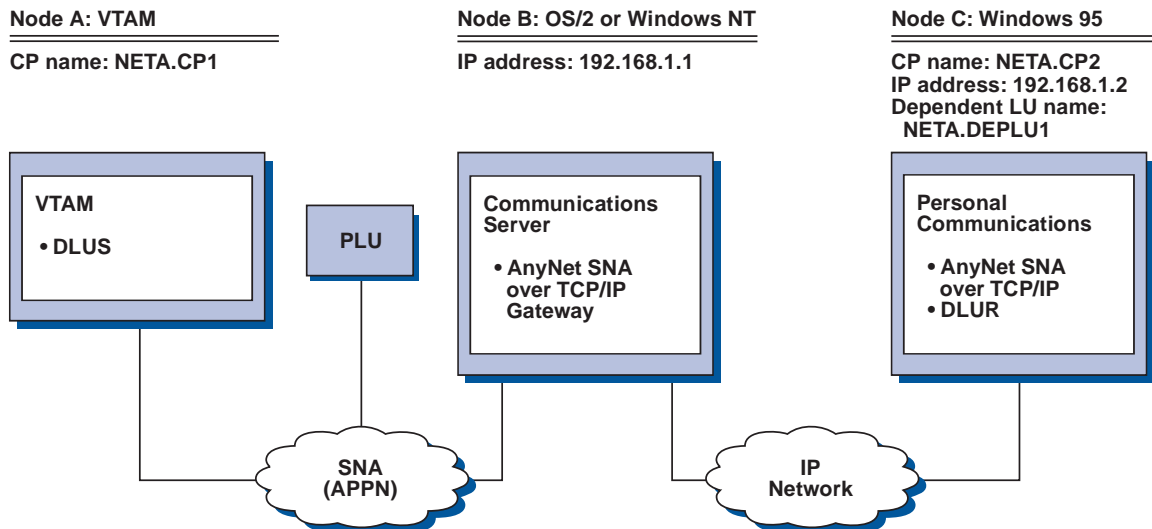 Node A: VTAM
CP name: NETA.CP1
Node B: OS/2 or Windows NT
IP address: 192.168.1.1
Node C: Windows 95
CP name: NETA.CP2
IP address: 192.168.1.2
Dependent LU name:
NETA.DEPLU1
VTAM
• DLUS
PLU
Communications
Server
• AnyNet SNA
over TCP/IP
Gateway
Personal
Communications
• AnyNet SNA
over TCP/IP
• DLUR
SNA
(APPN)
IP
Network